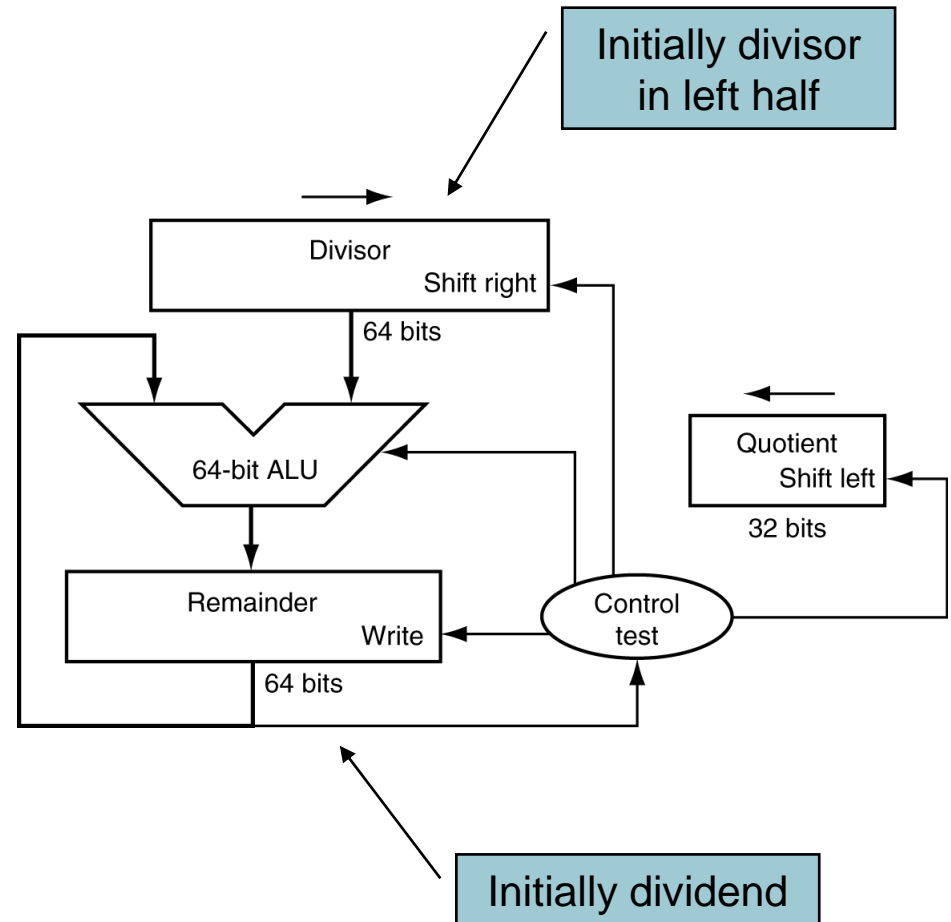 Initially divisor
in left half
Divisor
Shift right
64 bits
Quotient
Shift left
64-bit ALU
32 bits
Remainder
Write
Control
test
64 bits
Initially dividend